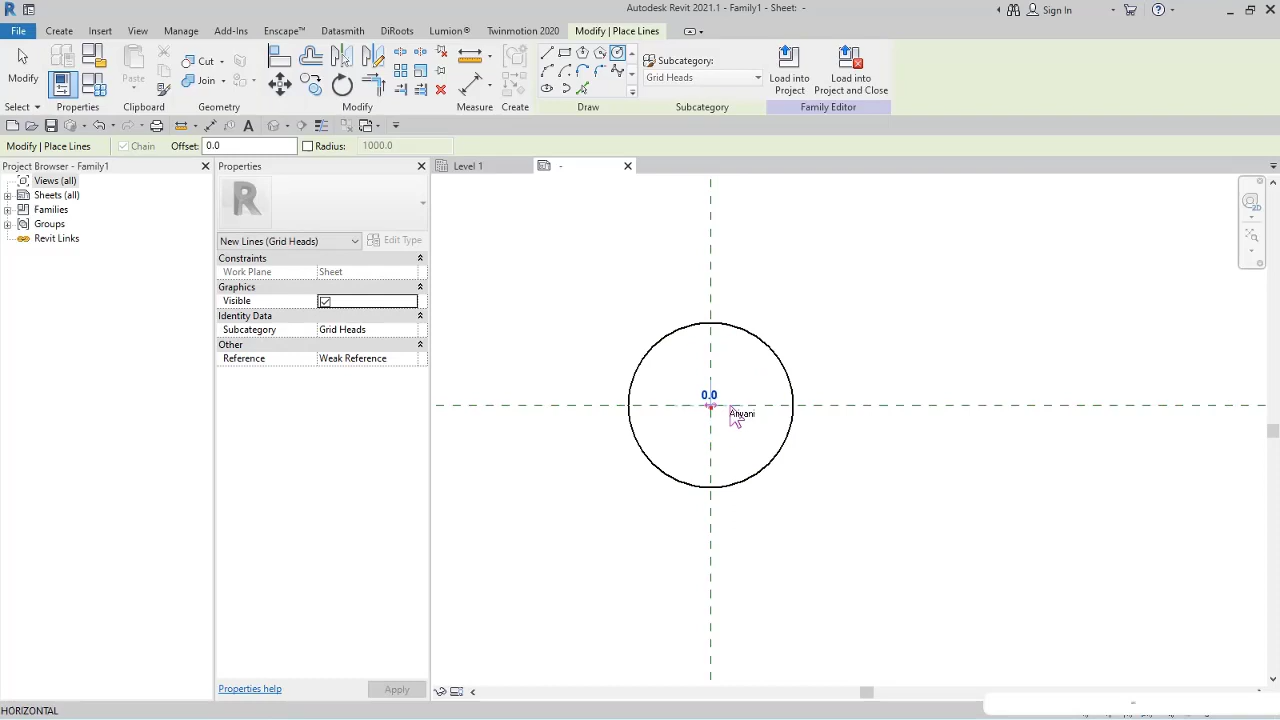 Autodesk Revit 2021.1 - Family1 - Sheet: -
Sign In
File Create Insert View Manage Add-Ins Enscape™ Datasmith DiRoots Lumion® Twinmotion 2020 Modify | Place Lines
Modify
Paste
Cut
Join
Subcategory:
Grid Heads
Load into
Project
Load into
Project and Close
Select Properties Clipboard Geometry Modify Measure Create Draw Subcategory Family Editor
Modify | Place Lines Chain Offset: 0.0 Radius: 1000.0
Project Browser - Family1
Views (all)
Sheets (all)
Families
Groups
Revit Links
Properties
R
New Lines (Grid Heads) Edit Type
Constraints
Work Plane Sheet
Graphics
Visible
Identity Data
Subcategory Grid Heads
Other
Reference Weak Reference
Properties help Apply
Level 1 -
0.0
HORIZONTAL